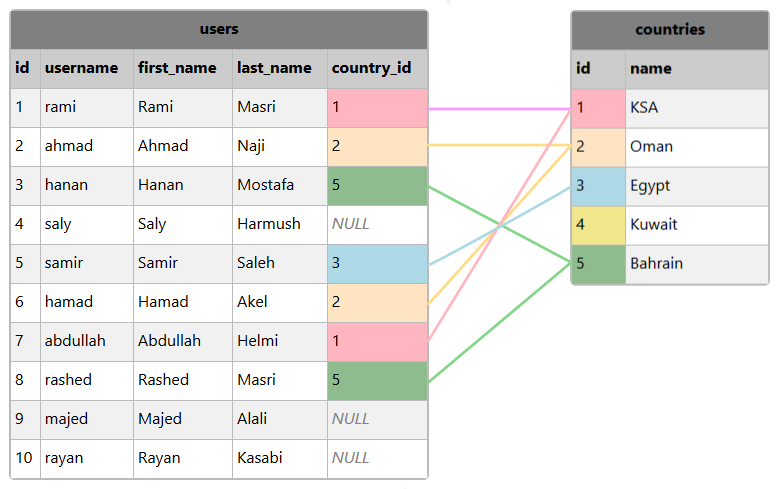 users
id username first_name last_name country_id
1 rami Rami Masri 1
2 ahmad Ahmad Naji 2
3 hanan Hanan Mostafa 5
4 saly Saly Harmush NULL
5 samir Samir Saleh 3
6 hamad Hamad Akel 2
7 abdullah Abdullah Helmi 1
8 rashed Rashed Masri 5
9 majed Majed Alali NULL
10 rayan Rayan Kasabi NULL
countries
id name
1 KSA
2 Oman
3 Egypt
4 Kuwait
5 Bahrain